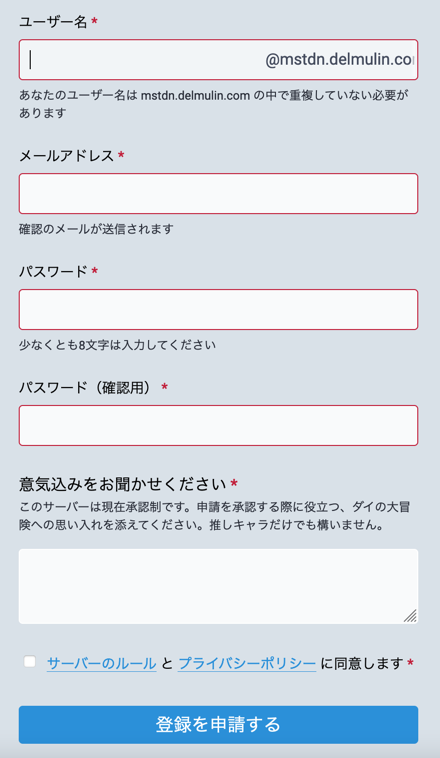 ユーザー名 *
@mstdn.delmulin.co
あなたのユーザー名は mstdn.delmulin.com の中で重複していない必要が
あります
メールアドレス *
確認のメールが送信されます
パスワード *
少なくとも8文字は入力してください
パスワード（確認用） *
意気込みをお聞かせください *
このサーバーは現在承認制です。申請を承認する際に役立つ、ダイの大冒
険への思い入れを添えてください。推しキャラだけでも構いません。
サーバーのルール と プライバシーポリシー に同意します *
登録を申請する